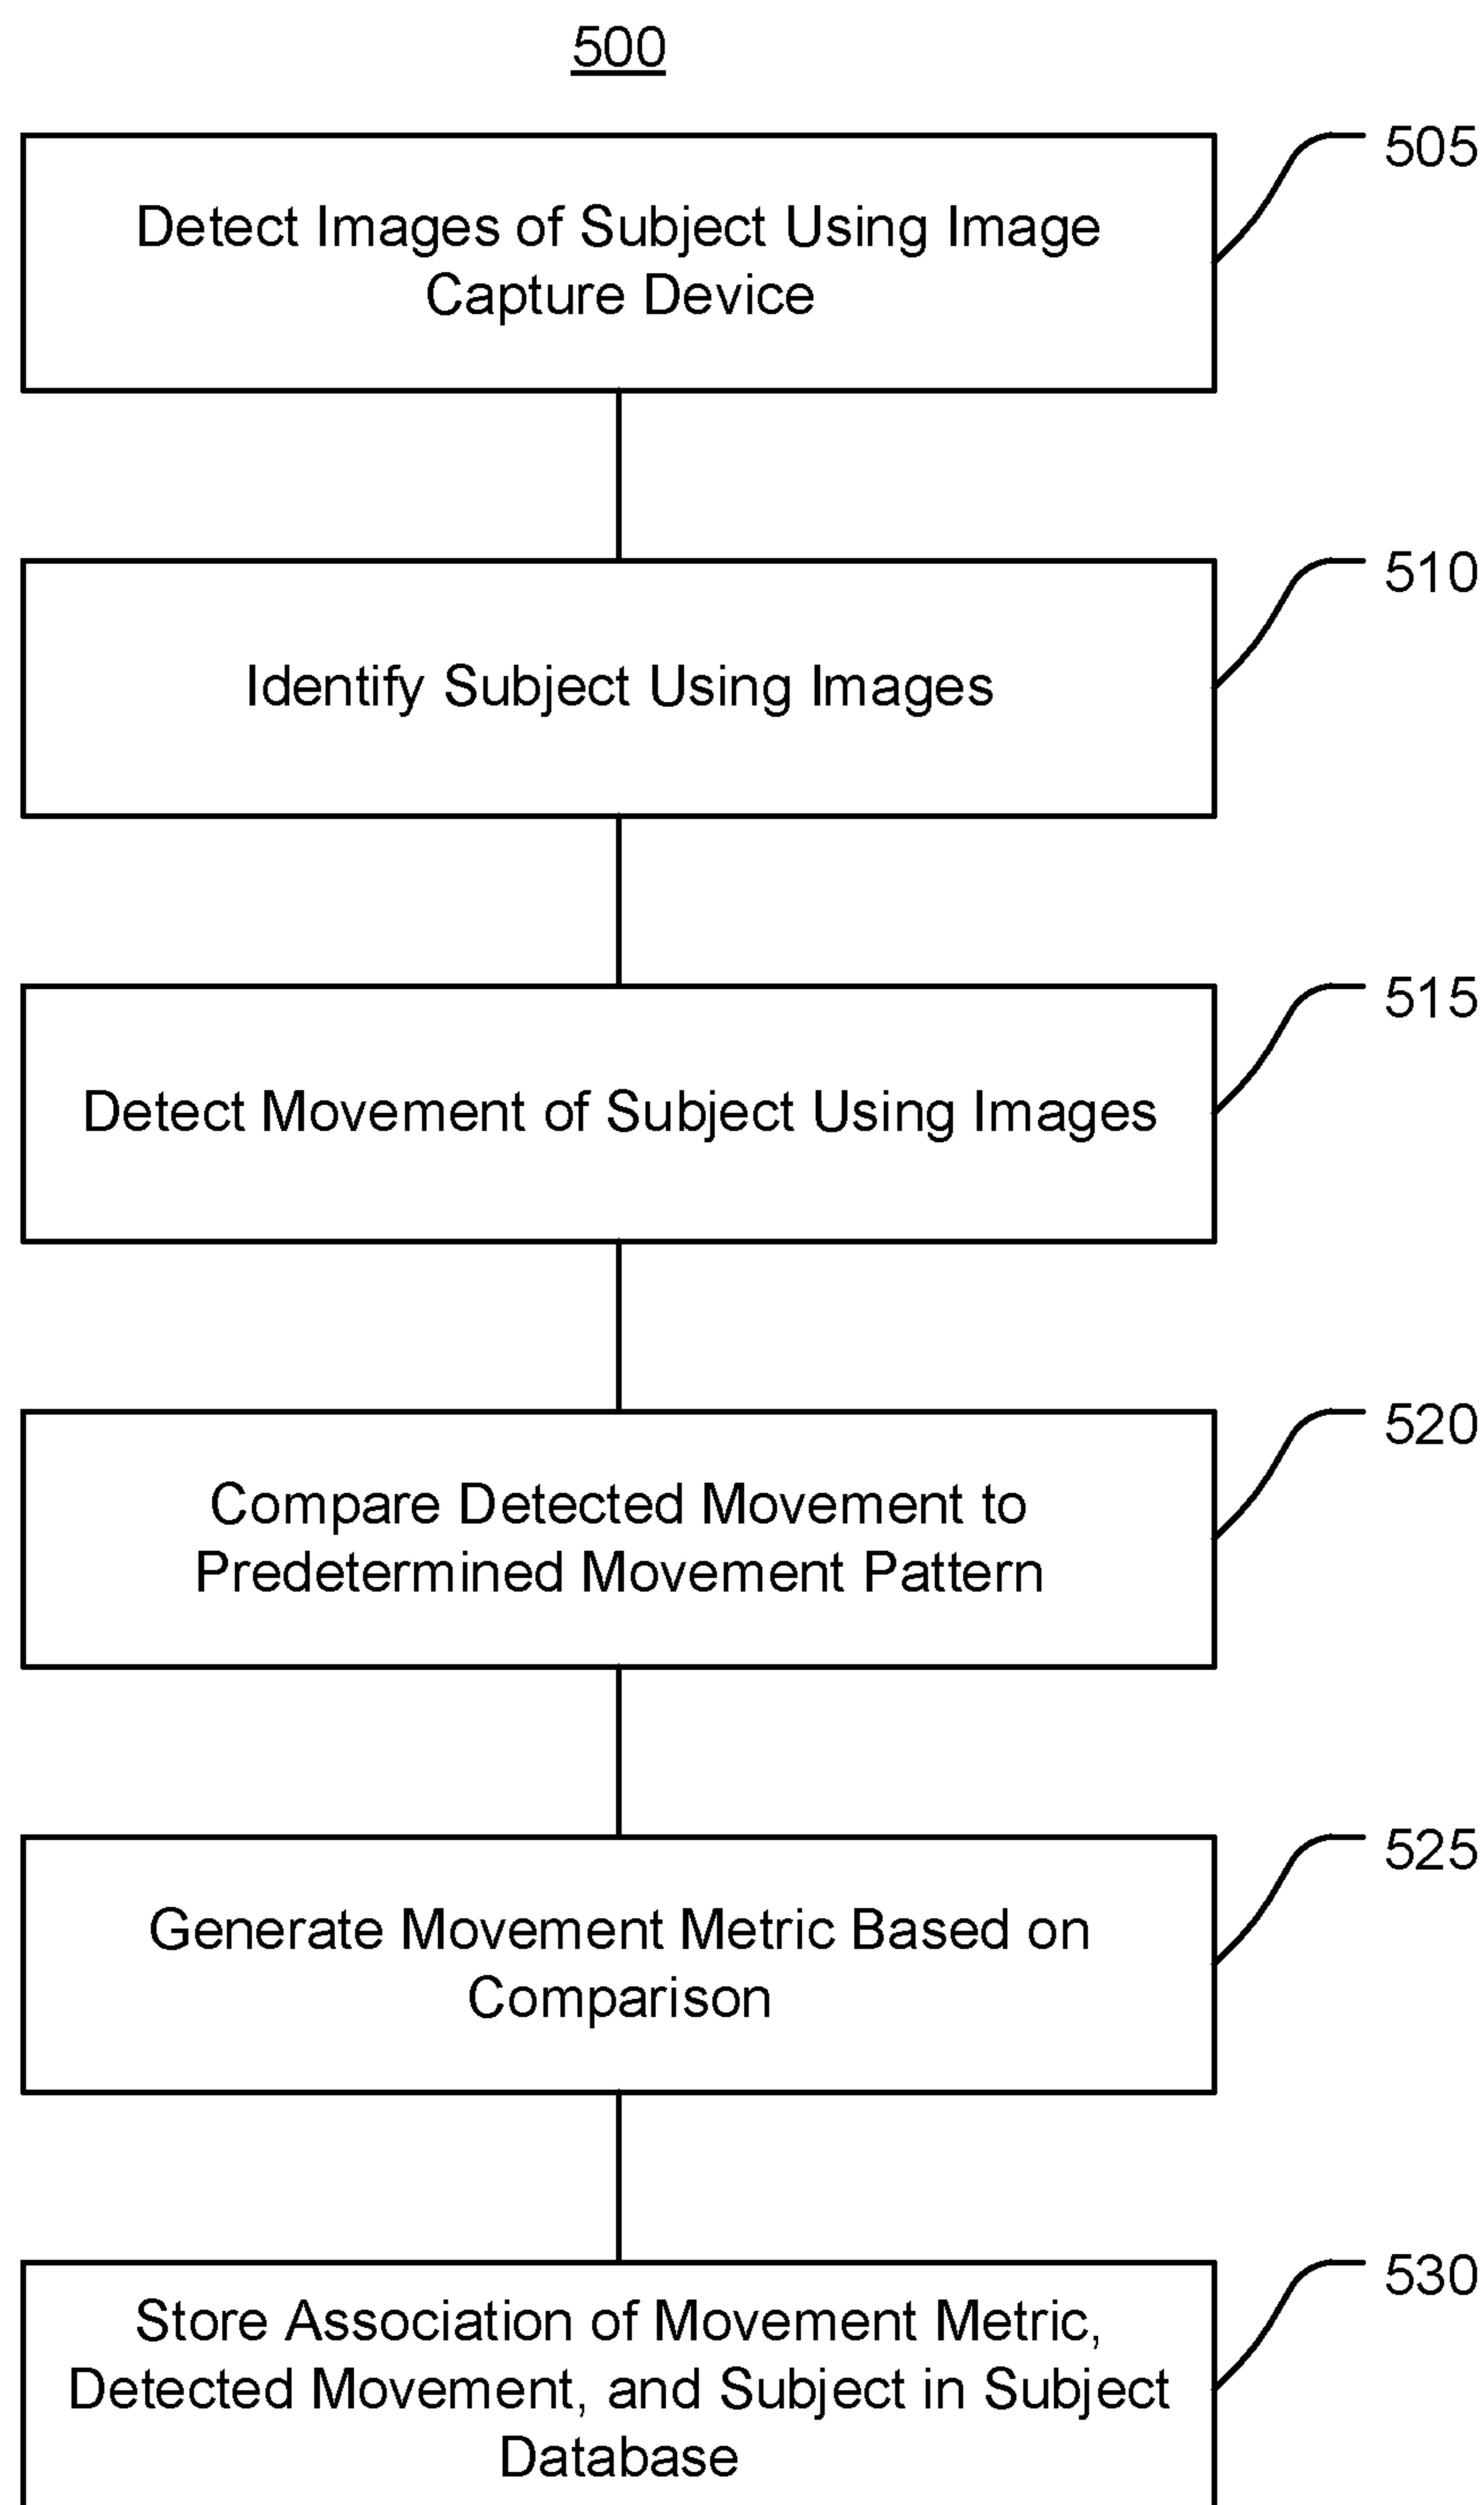 500
505
Detect Images of Subject Using Image
Capture Device
510
Identify Subject Using Images
515
Detect Movement of Subject Using Images
520
Compare Detected Movement to
Predetermined Movement Pattern
525
Generate Movement Metric Based on
Comparison
530
Store Association of Movement Metric,
Detected Movement, and Subject in Subject
Database